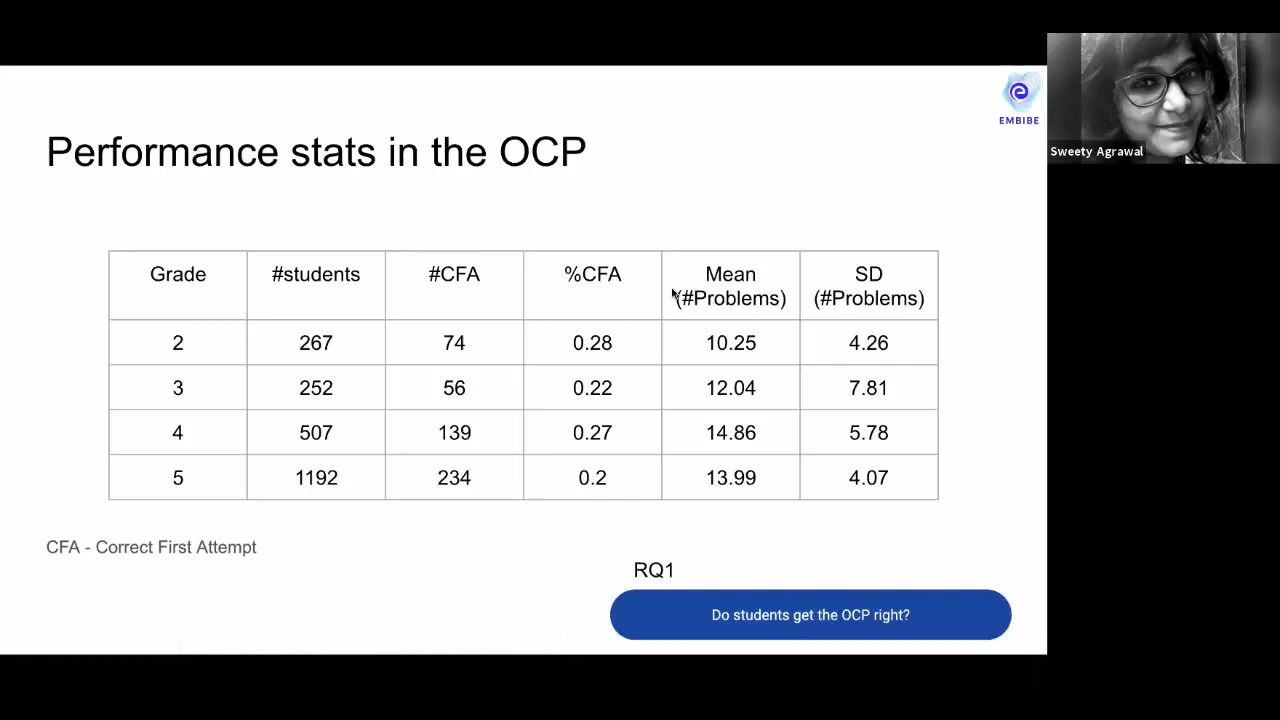 EMBIBE
Sweety Agrawal
Performance stats in the OCP
Grade #students #CFA %CFA Mean (#Problems) SD (#Problems)
2 267 74 0.28 10.25 4.26
3 252 56 0.22 12.04 7.81
4 507 139 0.27 14.86 5.78
5 1192 234 0.2 13.99 4.07
CFA - Correct First Attempt
RQ1
Do students get the OCP right?